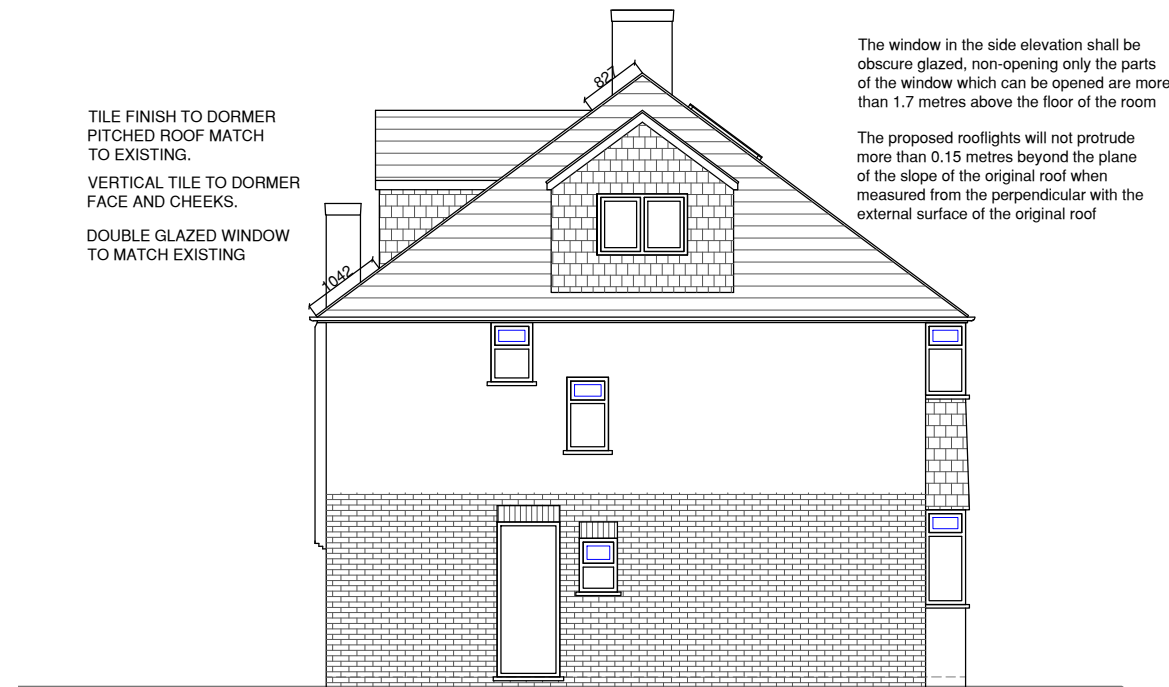 TILE FINISH TO DORMER
PITCHED ROOF MATCH
TO EXISTING.
VERTICAL TILE TO DORMER
FACE AND CHEEKS.
DOUBLE GLAZED WINDOW
TO MATCH EXISTING
1042
827
The window in the side elevation shall be
obscure glazed, non-opening only the parts
of the window which can be opened are more
than 1.7 metres above the floor of the room
The proposed rooflights will not protrude
more than 0.15 metres beyond the plane
of the slope of the original roof when
measured from the perpendicular with the
external surface of the original roof